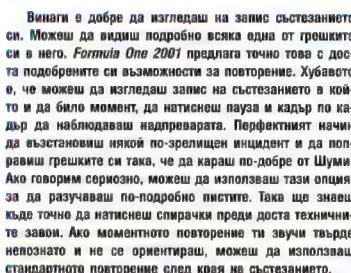 Винаги е добре да изгледаш на запис състезанието
си. Можеш да видиш подробно всяка една от грешките
си в него. Formula One 2001 предлага точно това с дос-
та подобрените си възможности за повторение. Хубавото
е, че можеш да изгледаш запис на състезанието в кой-
то и да било момент, да натиснеш пауза и кадър по ка-
дър да наблюдаваш надпреварата. Перфектният начин
да възстановиш някой по-зрелищен инцидент и да поп-
равиш грешките си така, че да караш по-добре от Шуми
Ако говорим сериозно, можеш да използваш тази опция
за да разучаваш по-подробно пистите. Така ще знаеш
къде точно да натиснеш спирачки преди доста технични-
те завои. Ако моментното повторение ти звучи твърде
непознато и не се ориентираш, можеш да използваш
стандартното повторение след края на състезанието.